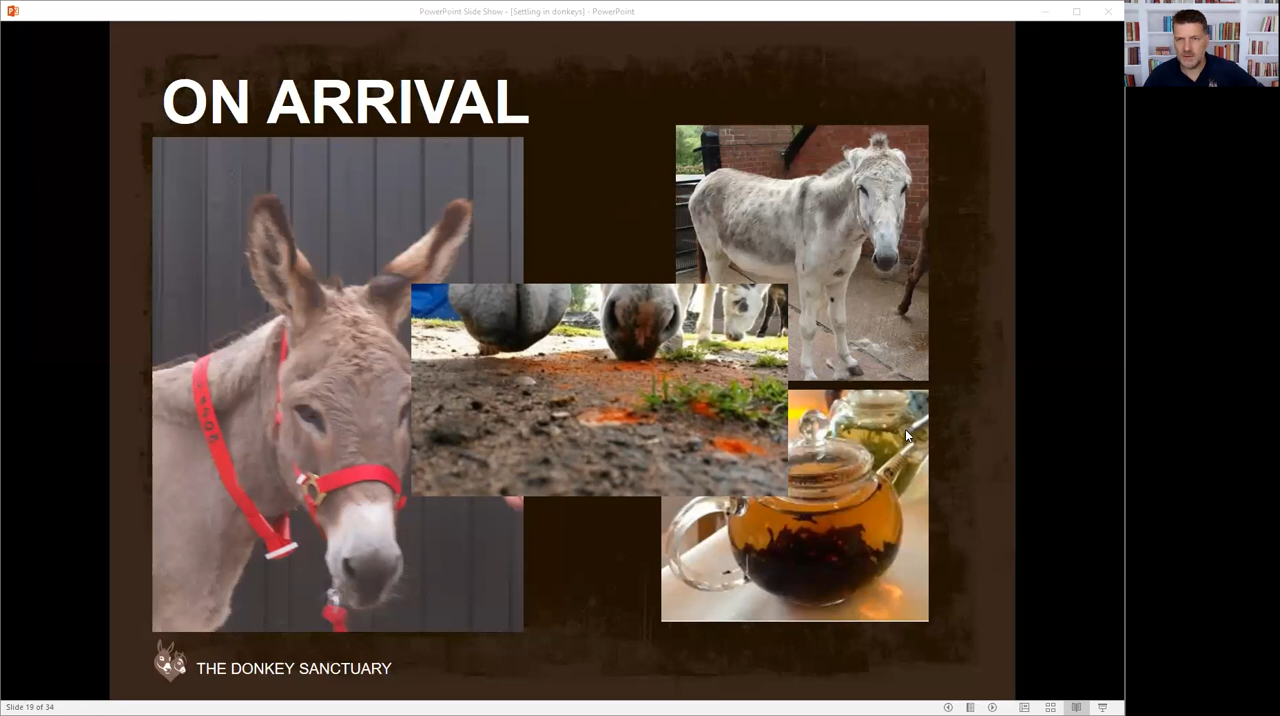 PowerPoint Slide Show - [Settling in donkeys] - PowerPoint
ON ARRIVAL
THE DONKEY SANCTUARY
Slide 19 of 34